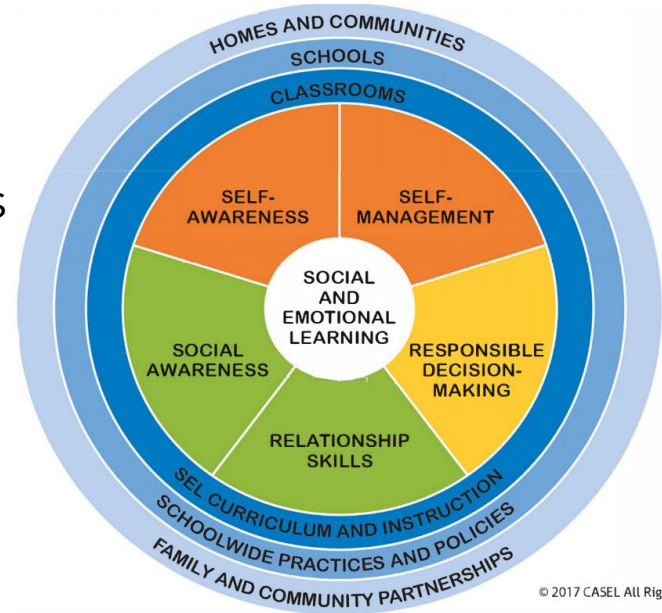 HOMES AND COMMUNITIES
SCHOOLS
CLASSROOMS
SELF-
AWARENESS
SELF-
MANAGEMENT
SOCIAL
AND
EMOTIONAL
LEARNING
SOCIAL
AWARENESS
RESPONSIBLE
DECISION-
MAKING
RELATIONSHIP
SKILLS
SEL CURRICULUM AND INSTRUCTION
SCHOOLWIDE PRACTICES AND POLICIES
FAMILY AND COMMUNITY PARTNERSHIPS
© 2017 CASEL All Rig